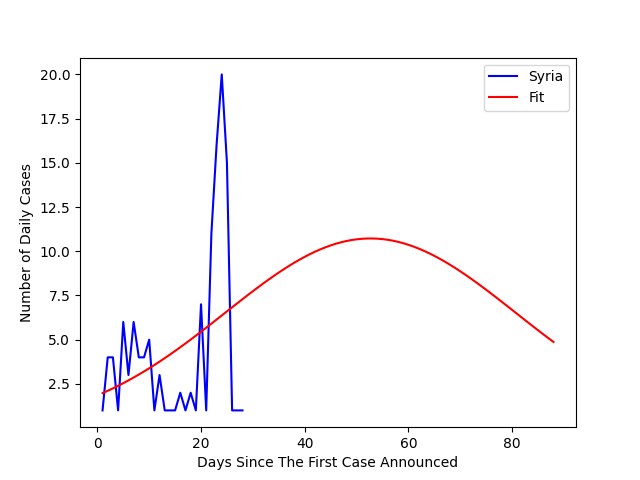 Syria
Fit
20.0
17.5
15.0
12.5
10.0
7.5
5.0
2.5
Number of Daily Cases
0 20 40 60 80
Days Since The First Case Announced